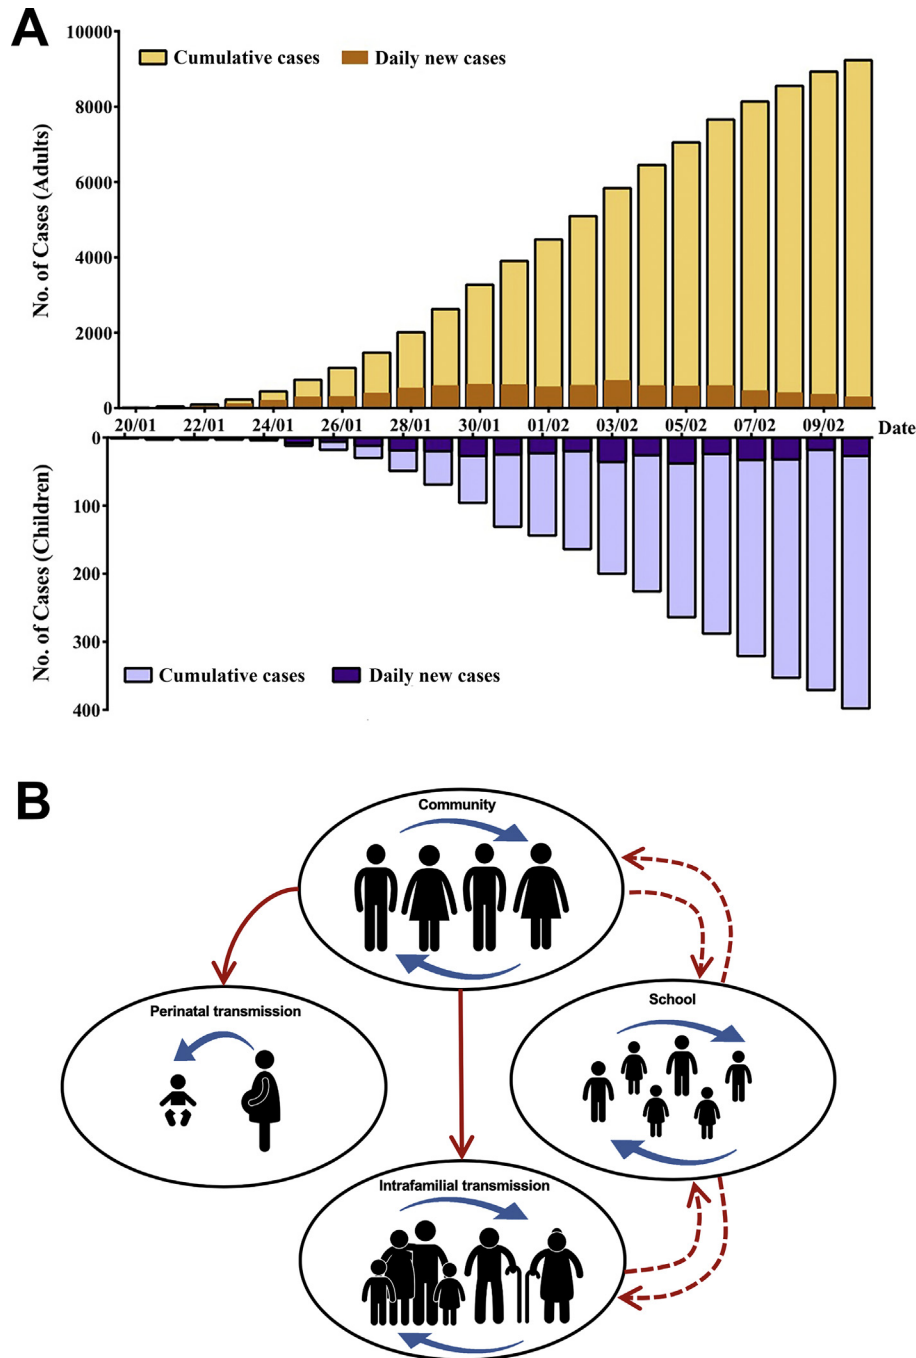 A
10000
Cumulative cases Daily new cases
8000
No. of Cases (Adults)
6000
4000
2000
0
20/01 22/01 24/01 26/01 28/01 30/01 01/02 03/02 05/02 07/02 09/02 Date
0
100
No. of Cases (Children)
200
300
Cumulative cases Daily new cases
400
B
Community
School
Perinatal transmission
Intrafamilial transmission